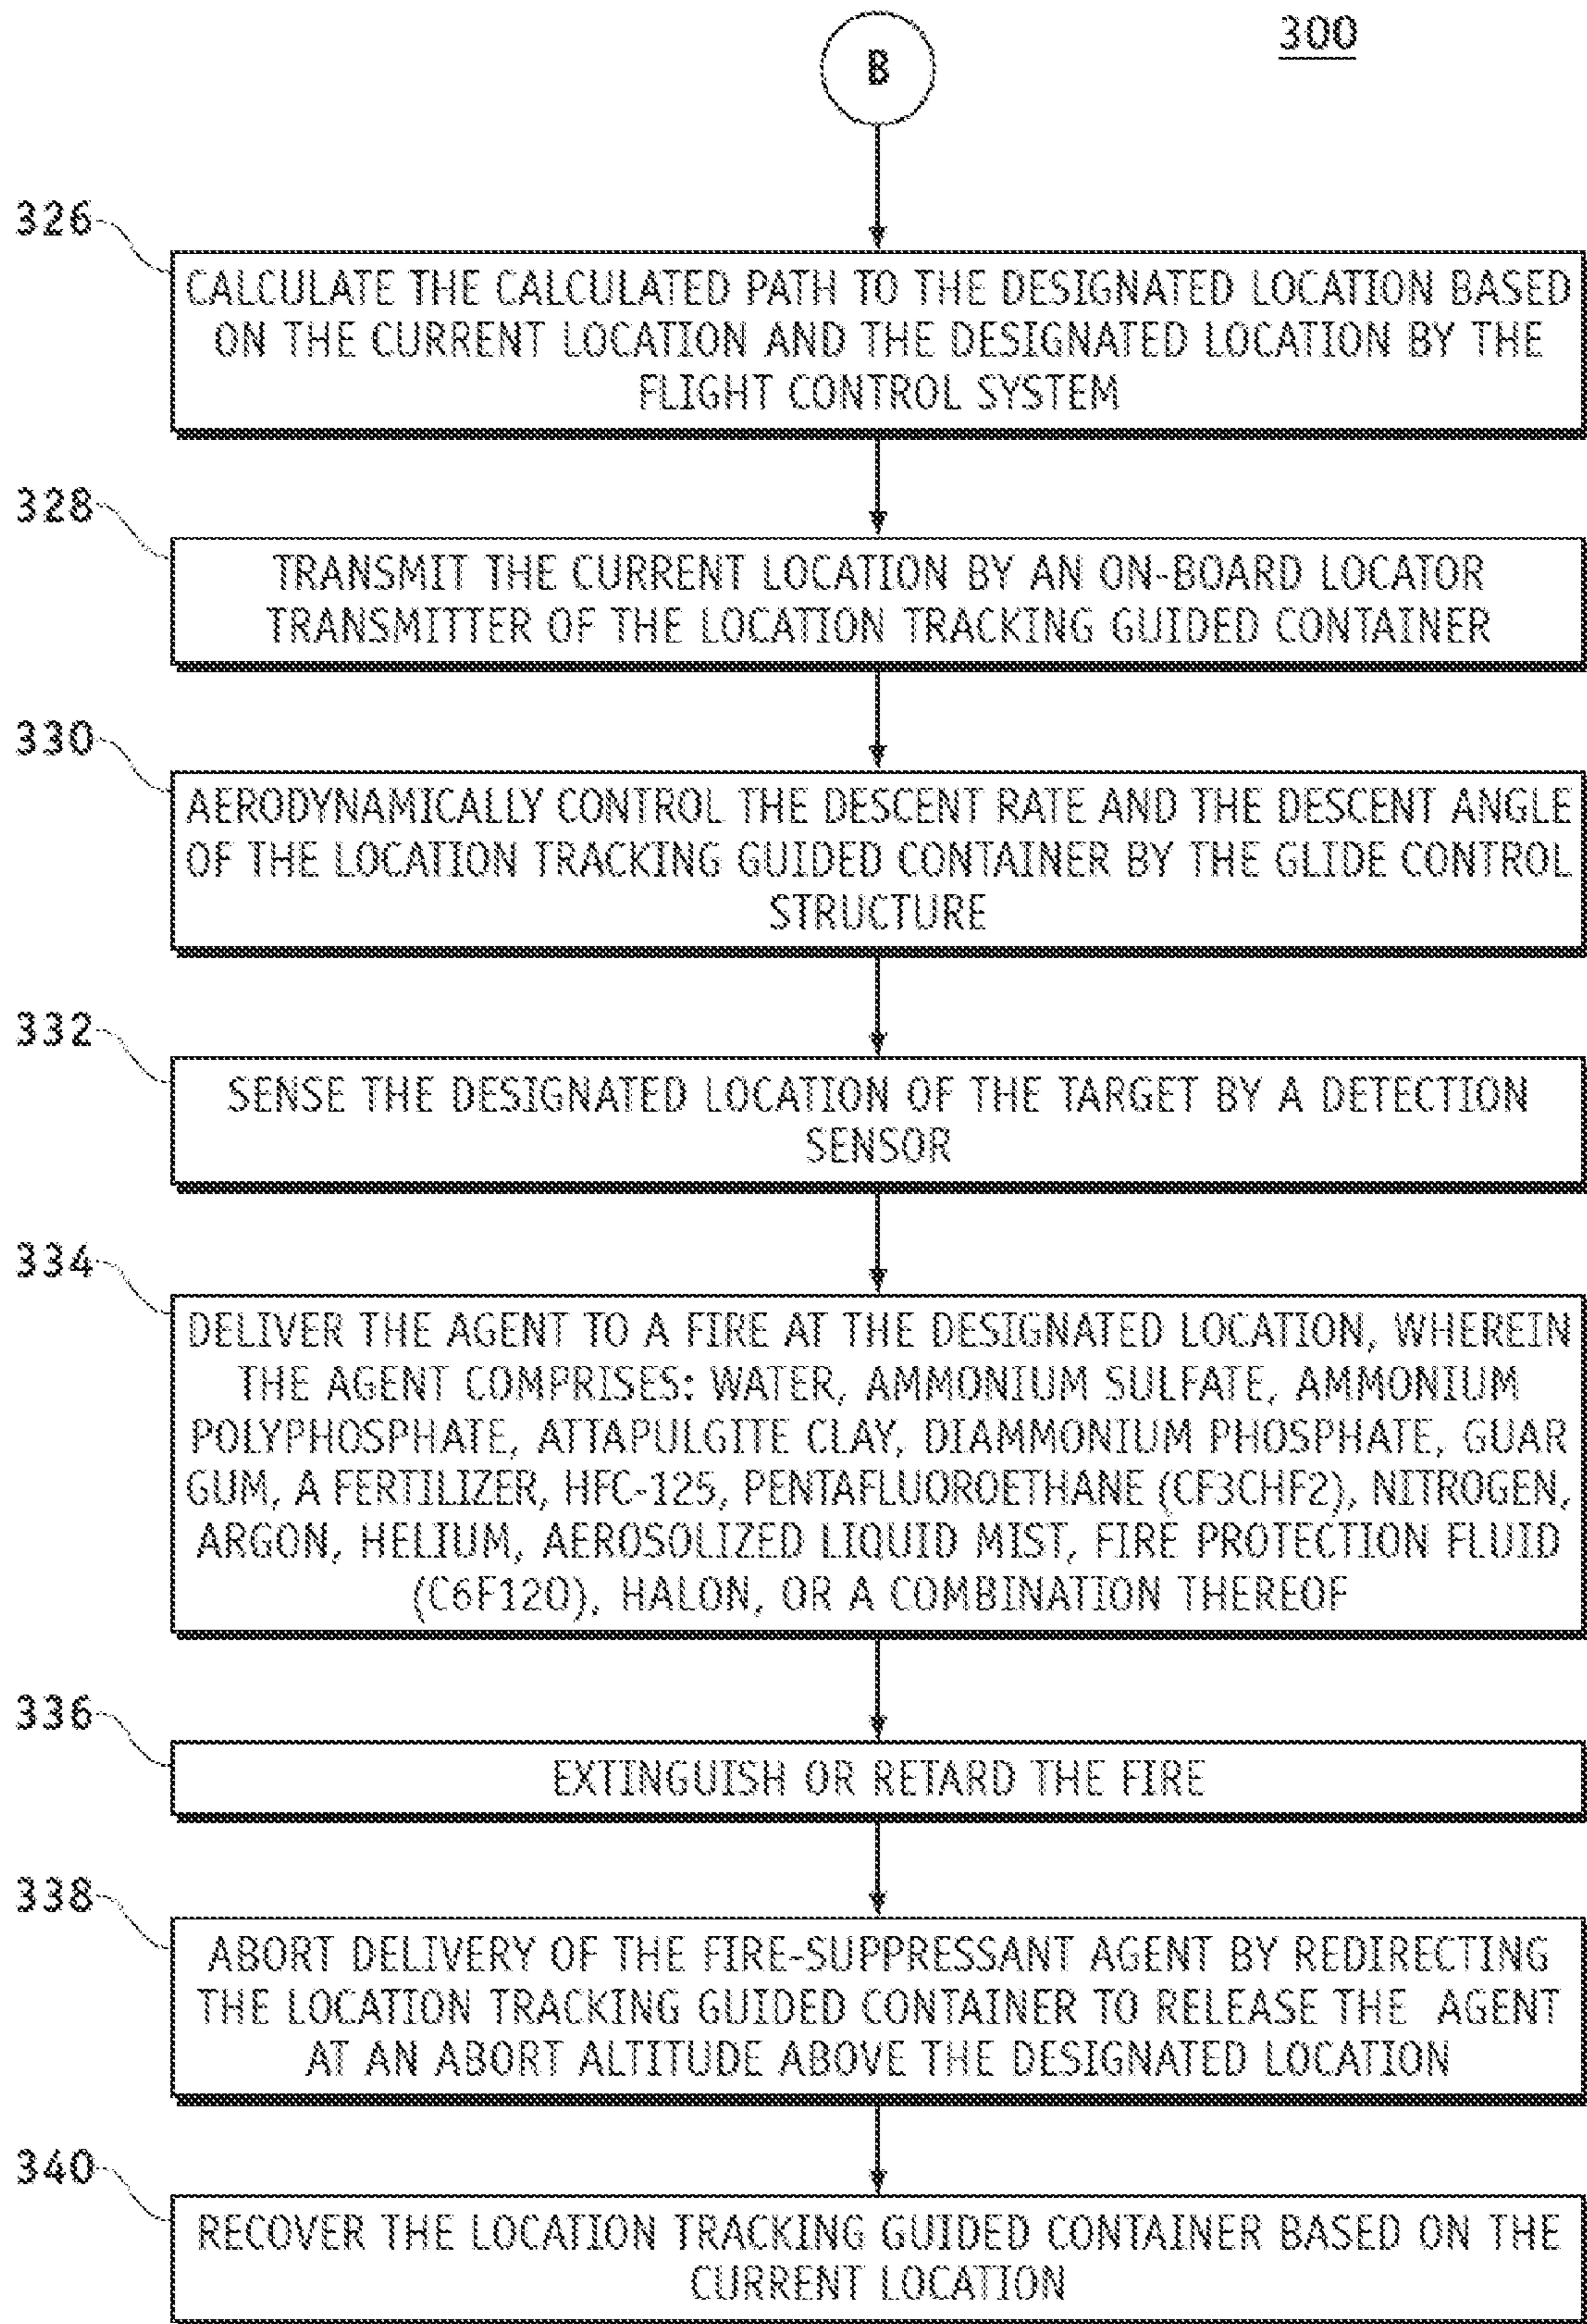 300
B
326
CALCULATE THE CALCULATED PATH TO THE DESIGNATED LOCATION BASED
ON THE CURRENT LOCATION AND THE DESIGNATED LOCATION BY THE
FLIGHT CONTROL SYSTEM
328
TRANSMIT THE CURRENT LOCATION BY AN ON-BOARD LOCATOR
TRANSMITTER OF THE LOCATION TRACKING GUIDED CONTAINER
330
AERODYNAMICALLY CONTROL THE DESCENT RATE AND THE DESCENT ANGLE
OF THE LOCATION TRACKING GUIDED CONTAINER BY THE GLIDE CONTROL
STRUCTURE
332
SENSE THE DESIGNATED LOCATION OF THE TARGET BY A DETECTION
SENSOR
334
DELIVER THE AGENT TO A FIRE AT THE DESIGNATED LOCATION, WHEREIN
THE AGENT COMPRISES: WATER, AMMONIUM SULFATE, AMMONIUM
POLYPHOSPHATE, ATTAPULGITE CLAY, DIAMMONIUM PHOSPHATE, GUAR
GUM, A FERTILIZER, HFC-125, PENTAFLUOROETHANE (CF3CHF2), NITROGEN,
ARGON, HELIUM, AEROSOLIZED LIQUID MIST, FIRE PROTECTION FLUID
(C6F12O), HALON, OR A COMBINATION THEREOF
336
EXTINGUISH OR RETARD THE FIRE
338
ABORT DELIVERY OF THE FIRE-SUPPRESSANT AGENT BY REDIRECTING
THE LOCATION TRACKING GUIDED CONTAINER TO RELEASE THE AGENT
AT AN ABORT ALTITUDE ABOVE THE DESIGNATED LOCATION
340
RECOVER THE LOCATION TRACKING GUIDED CONTAINER BASED ON THE
CURRENT LOCATION